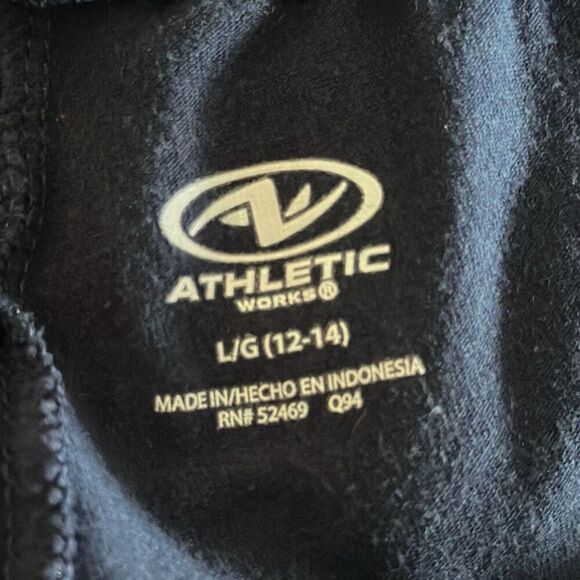 ATHLETIC
WORKS®
L/G (12-14)
MADE IN/HECHO EN INDONESIA
RN# 52469 Q94